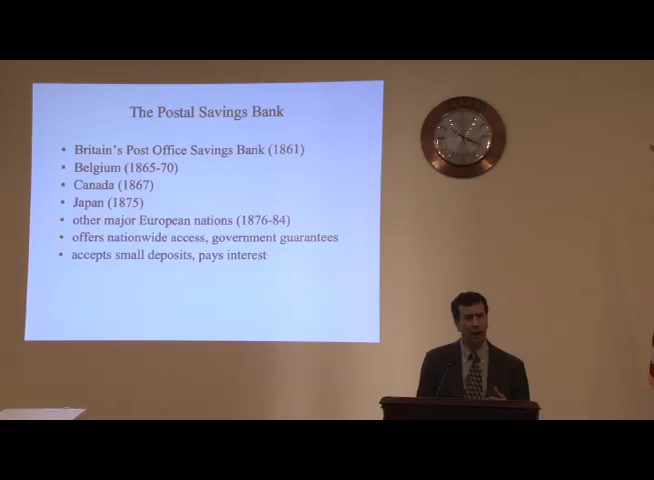 The Postal Savings Bank
• Britain's Post Office Savings Bank (1861)
• Belgium (1865-70)
• Canada (1867)
• Japan (1875)
• other major European nations (1876-84)
• offers nationwide access, government guarantees
• accepts small deposits, pays interest